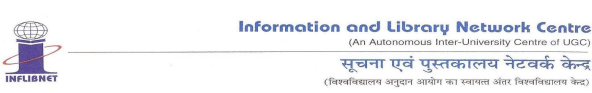 Information and Library Network Centre
(An Autonomous Inter-University Centre of UGC)
सूचना एवं पुस्तकालय नेटवर्क केन्द्र
(विश्वविद्यालय अनुदान आयोग का स्वायत्त अंतर विश्वविद्यालय केंद्र)
INFLIBNET